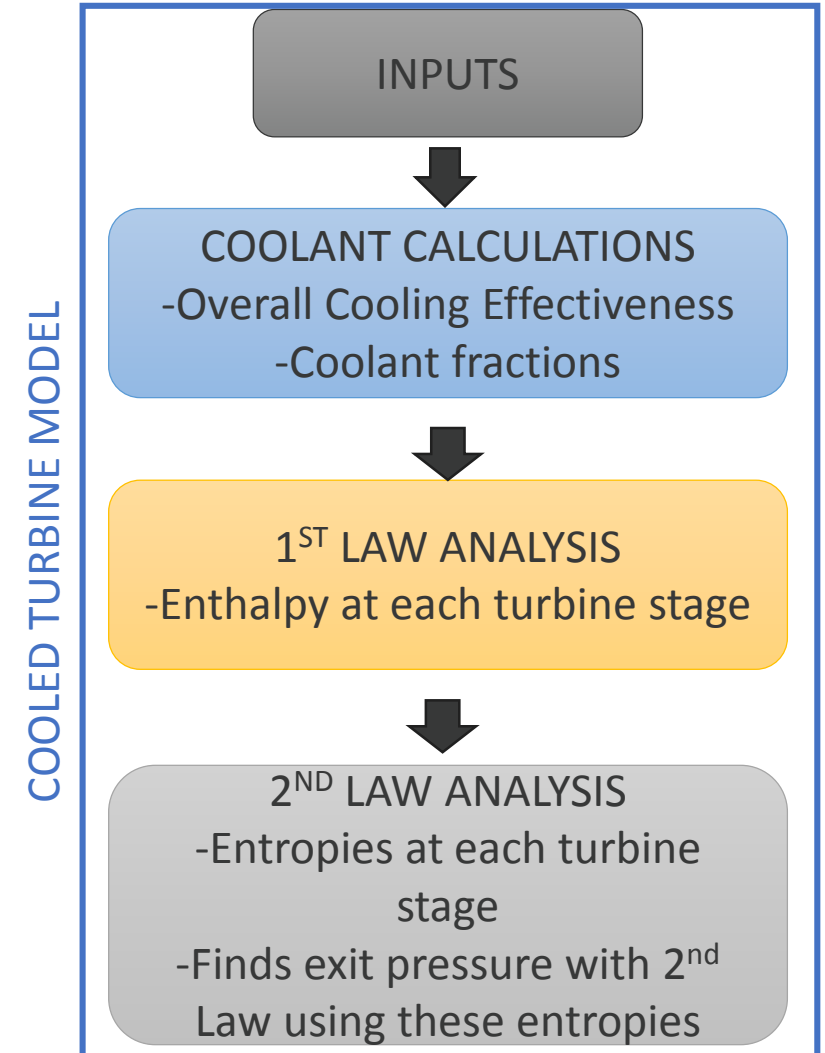 COOLED TURBINE MODEL
INPUTS
COOLANT CALCULATIONS
-Overall Cooling Effectiveness
-Coolant fractions
1ST LAW ANALYSIS
-Enthalpy at each turbine stage
2ND LAW ANALYSIS
-Entropies at each turbine
stage
-Finds exit pressure with 2nd
Law using these entropies